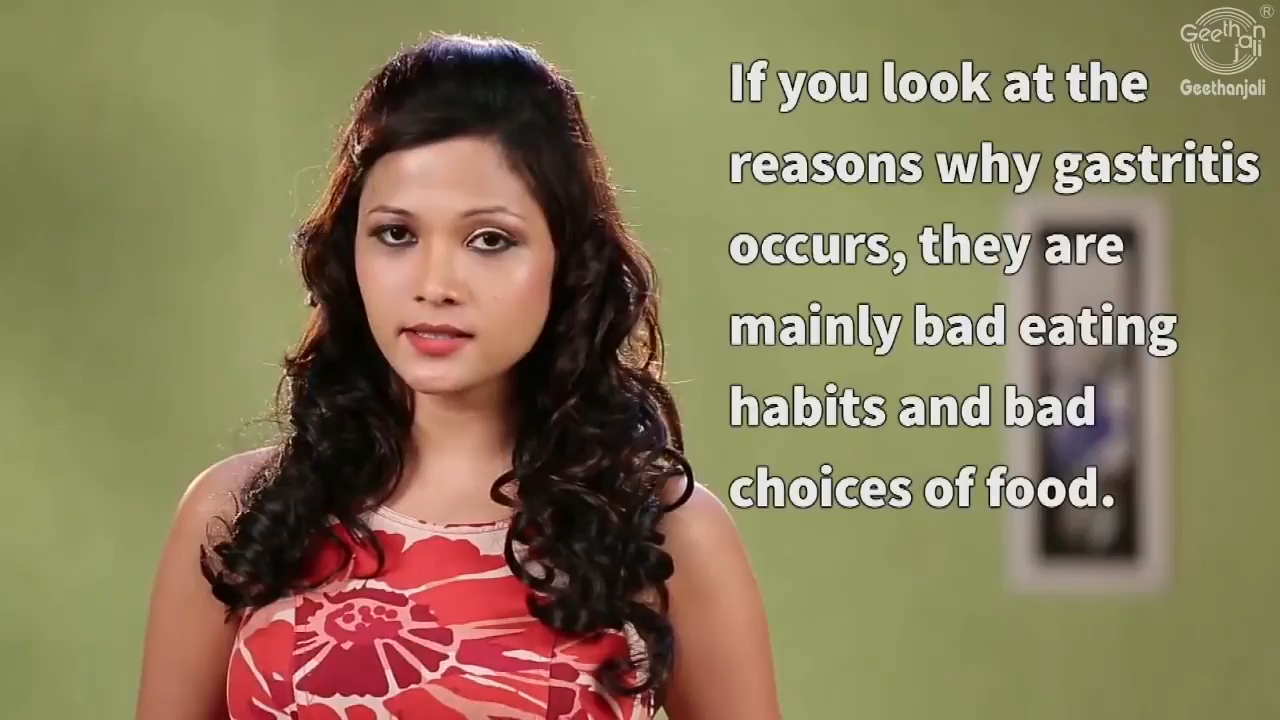 If you look at the
reasons why gastritis
occurs, they are
mainly bad eating
habits and bad
choices of food.
Geethanjali ®
Geethanjali